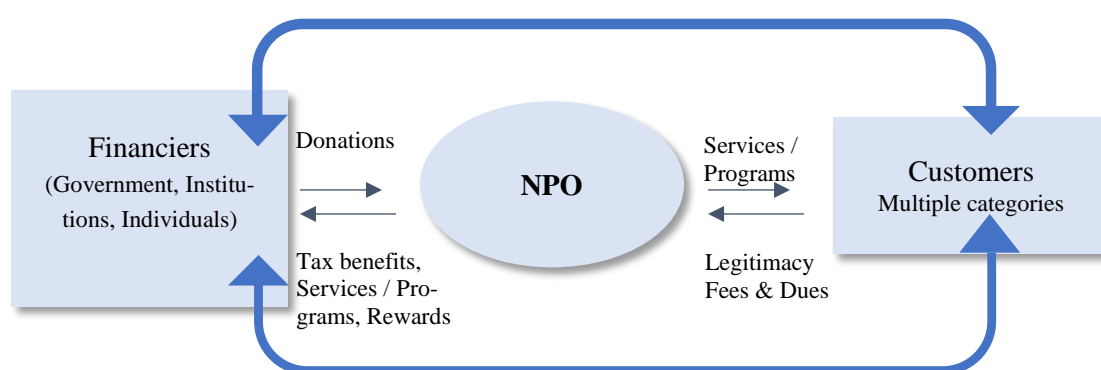 Financiers
(Government, Institu-
tions, Individuals)
Donations
Tax benefits,
Services / Pro-
grams, Rewards
NPO
Services /
Programs
Legitimacy
Fees & Dues
Customers
Multiple categories